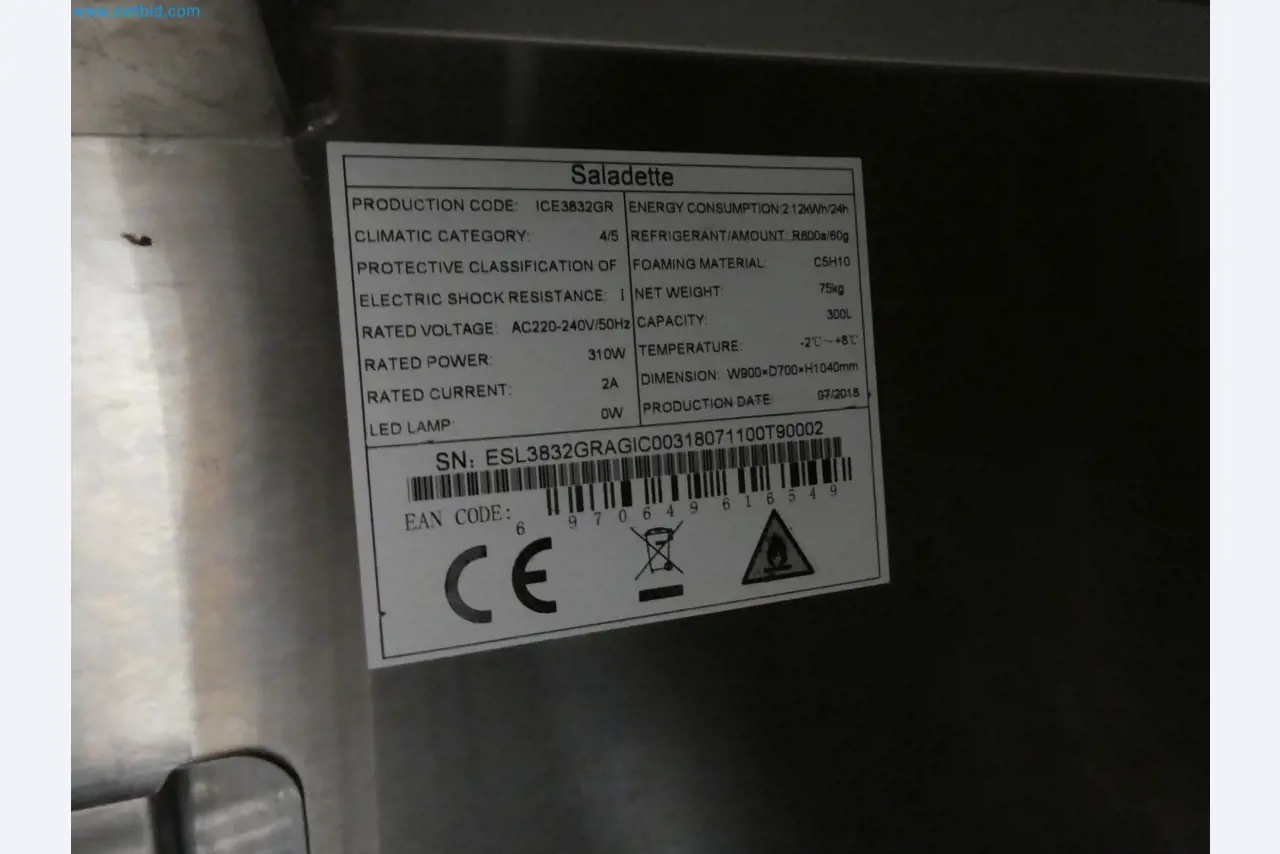 www.netbid.com
Saladette
PRODUCTION CODE: ICE3832GR
CLIMATIC CATEGORY: 4/5
PROTECTIVE CLASSIFICATION OF
ELECTRIC SHOCK RESISTANCE: I
RATED VOLTAGE: AC220-240V/50Hz
RATED POWER: 310W
RATED CURRENT: 2A
LED LAMP: 0W
ENERGY CONSUMPTION:2.12kWh/24h
REFRIGERANT/AMOUNT: R600a/60g
FOAMING MATERIAL: C5H10
NET WEIGHT: 75kg
CAPACITY: 300L
TEMPERATURE: -2℃~+8℃
DIMENSION: W900×D700×H1040mm
PRODUCTION DATE: 97/2018
SN: ESL3832GRAGIC00318071100T90002
EAN CODE: 6 970649 616549
CE